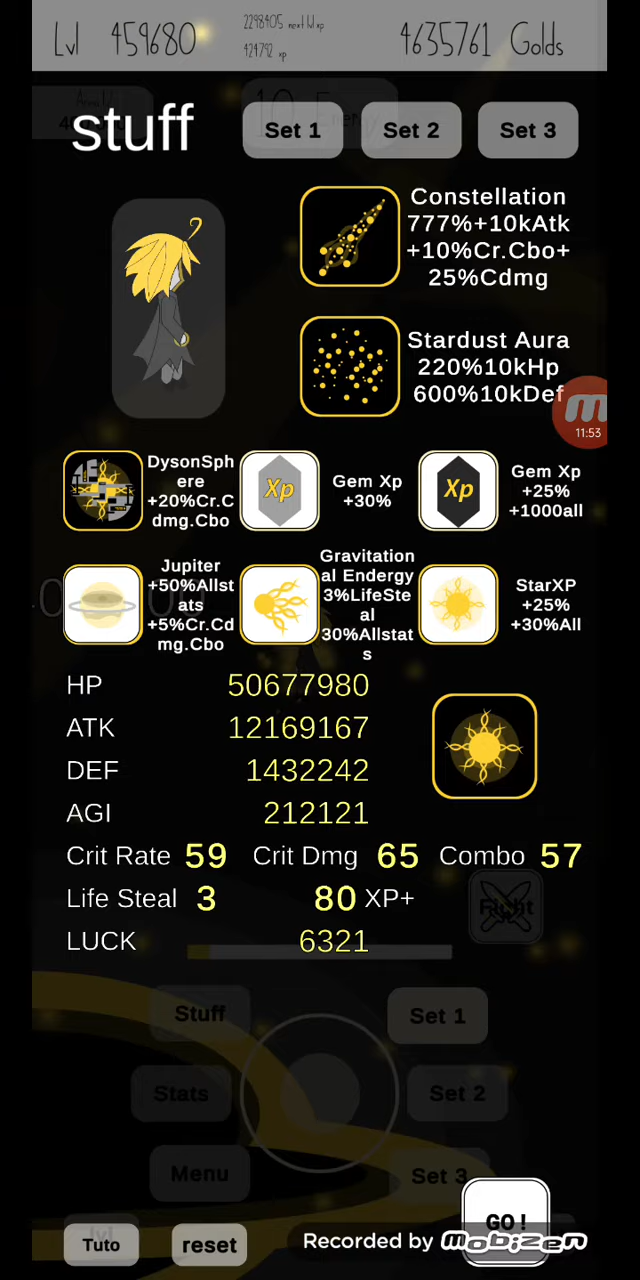 Lvl 459680
2298405 next lvl xp
424792 xp
4635761 Golds
stuff
Set 1
Set 2
Set 3
Constellation
777%+10kAtk
+10%Cr.Cbo+
25%Cdmg
Stardust Aura
220%10kHp
600%10kDef
11:53
DysonSph
ere
+20%Cr.C
dmg.Cbo
Xp
Gem Xp
+30%
Xp
Gem Xp
+25%
+1000all
Jupiter
+50%Allst
ats
+5%Cr.Cd
mg.Cbo
Gravitation
al Endergy
3%LifeSte
al
30%Allstat
s
StarXP
+25%
+30%All
HP 50677980
ATK 12169167
DEF 1432242
AGI 212121
Crit Rate 59 Crit Dmg 65 Combo 57
Life Steal 3 80 XP+
Fight
LUCK 6321
Stuff
Set 1
Stats
Set 2
Menu
Set 3
GO !
Tuto
reset
Recorded by mobizen